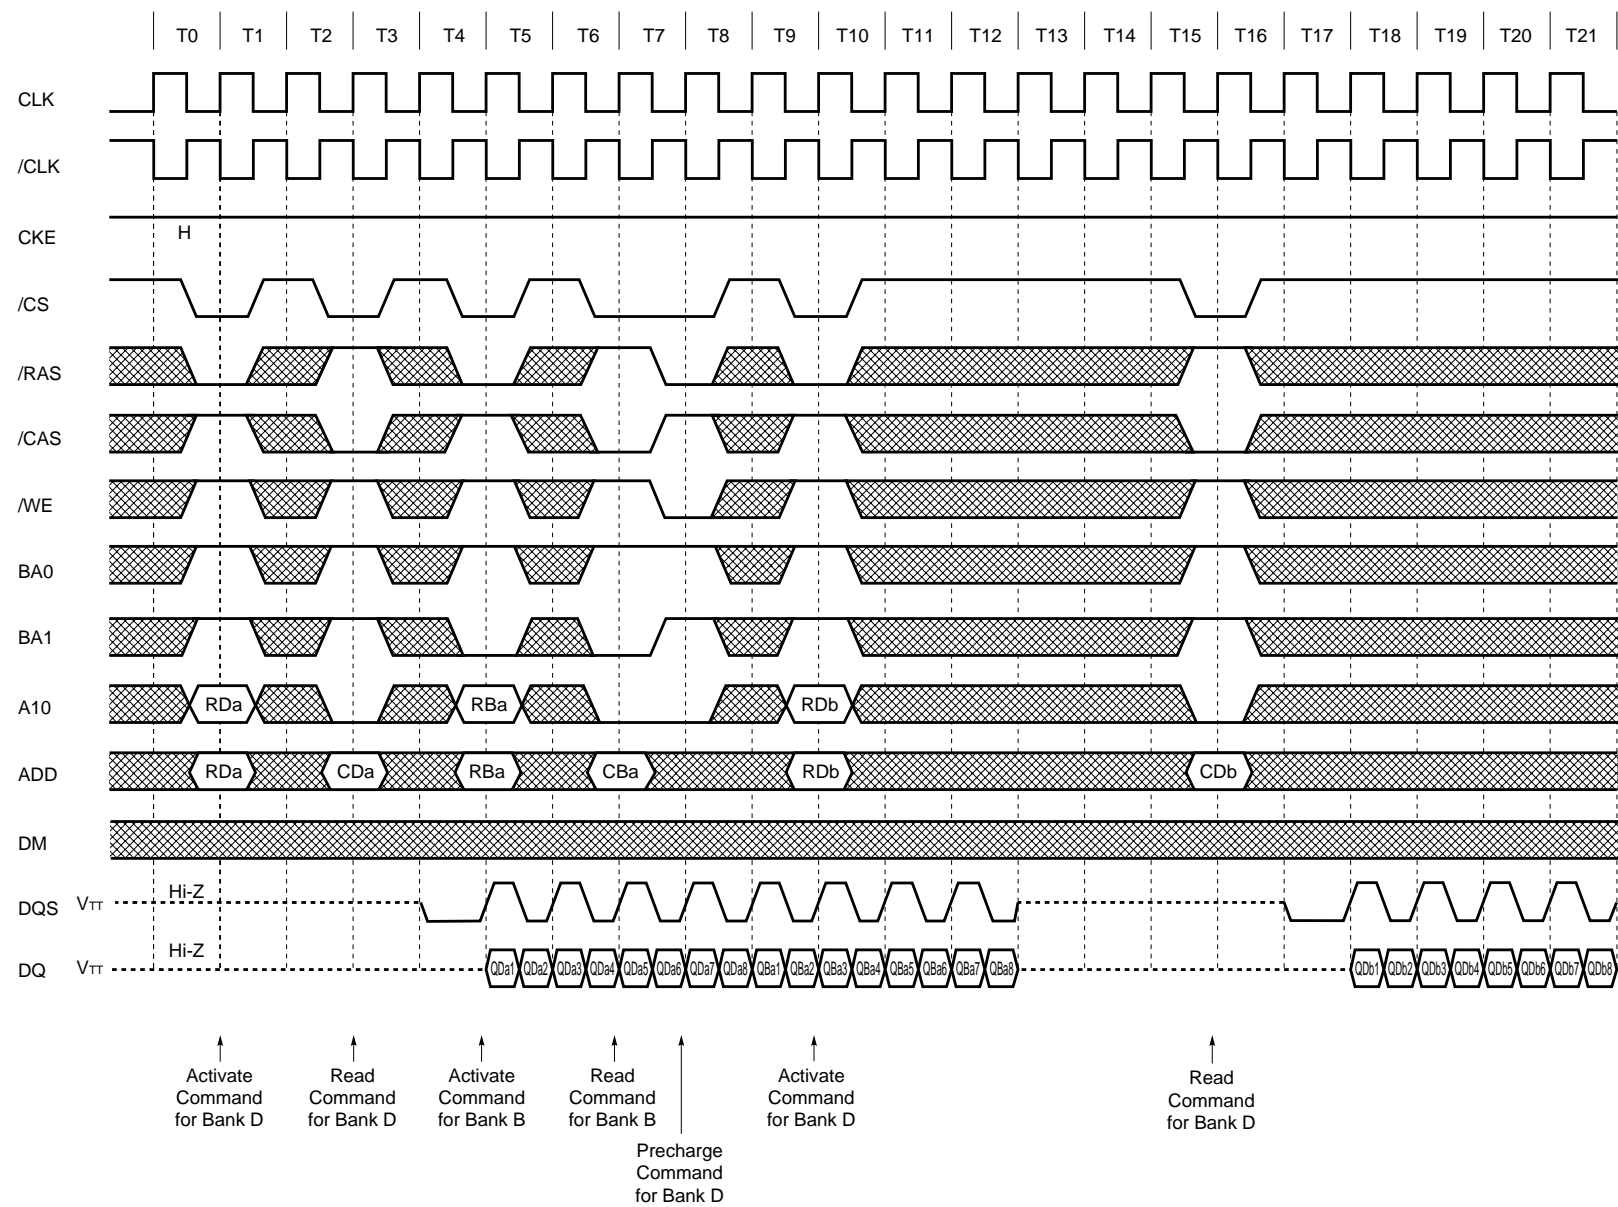 T0 T1 T2 T3 T4 T5 T6 T7 T8 T9 T10 T11 T12 T13 T14 T15 T16 T17 T18 T19 T20 T21
CLK
/CLK
CKE H
/CS
/RAS
/CAS
/WE
BA0
BA1
A10 RDa RBa RDb
ADD RDa CDa RBa CBa RDb CDb
DM
DQS VTT Hi-Z
DQ VTT Hi-Z QDa1 QDa2 QDa3 QDa4 QDa5 QDa6 QDa7 QDa8 QBa1 QBa2 QBa3 QBa4 QBa5 QBa6 QBa7 QBa8 QDb1 QDb2 QDb3 QDb4 QDb5 QDb6 QDb7 QDb8
Activate
Command
for Bank D
Read
Command
for Bank D
Activate
Command
for Bank B
Read
Command
for Bank B
Precharge
Command
for Bank D
Activate
Command
for Bank D
Read
Command
for Bank D